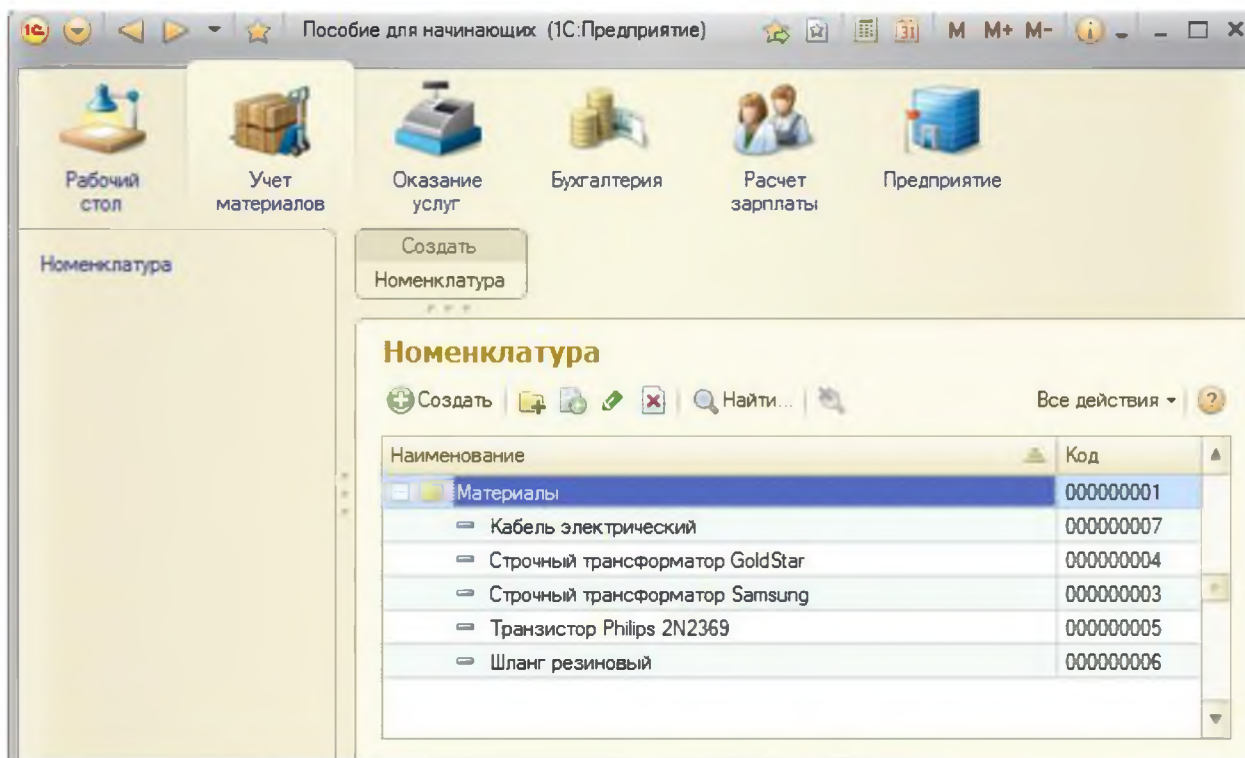 1С Пособие для начинающих (1С:Предприятие) 31 M M+ M-
Рабочий
стол
Учет
материалов
Оказание
услуг
Бухгалтерия
Расчет
зарплаты
Предприятие
Номенклатура
Создать
Номенклатура
Номенклатура
Создать Найти... Все действия ?
Наименование Код
Материалы 000000001
Кабель электрический 000000007
Строчный трансформатор GoldStar 000000004
Строчный трансформатор Samsung 000000003
Транзистор Philips 2N2369 000000005
Шланг резиновый 000000006